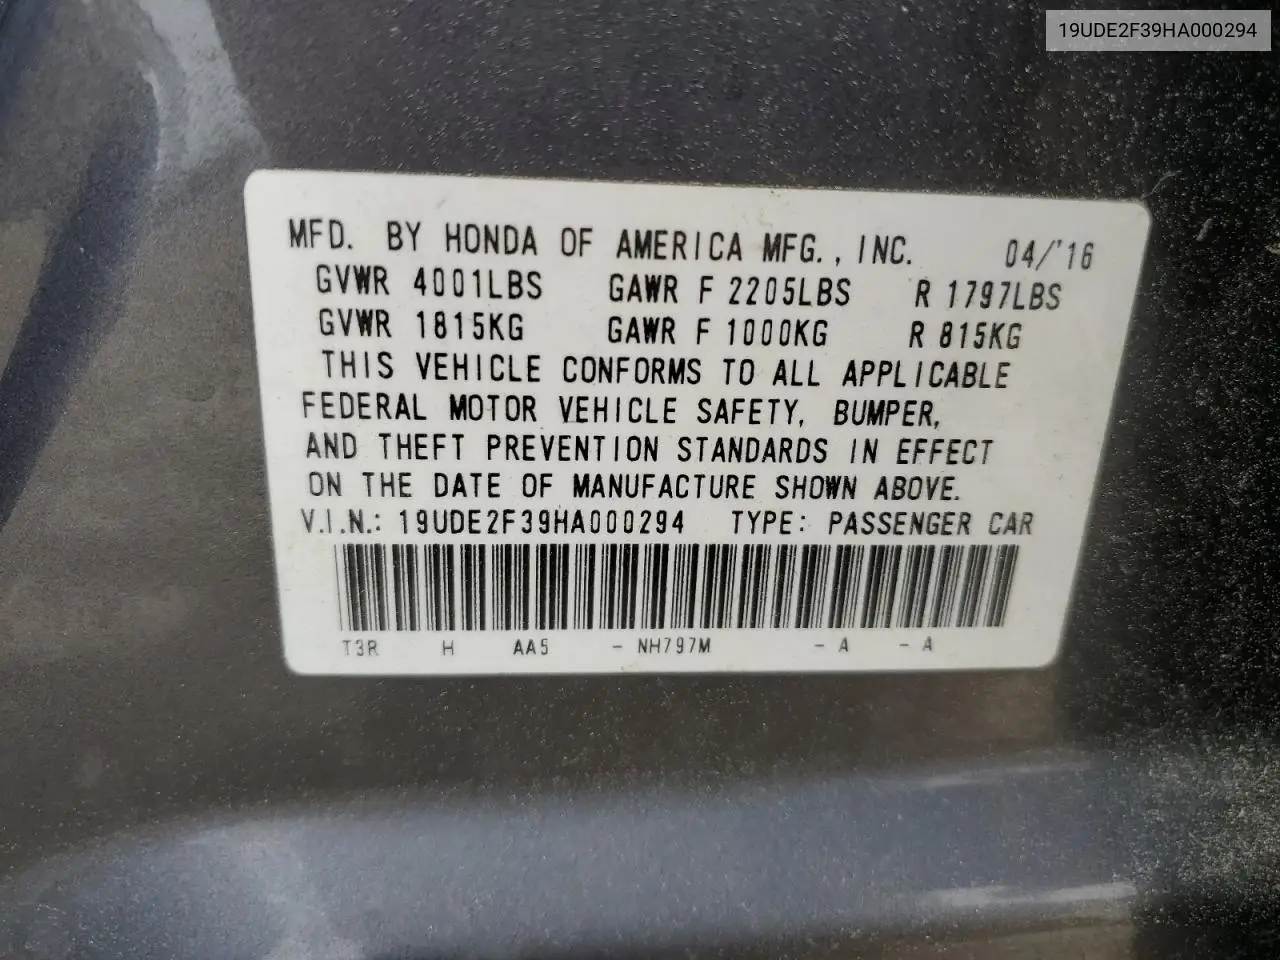 19UDE2F39HA000294
MFD. BY HONDA OF AMERICA MFG., INC. 04/'16
GVWR 4001LBS GAWR F 2205LBS R 1797LBS
GVWR 1815KG GAWR F 1000KG R 815KG
THIS VEHICLE CONFORMS TO ALL APPLICABLE
FEDERAL MOTOR VEHICLE SAFETY, BUMPER,
AND THEFT PREVENTION STANDARDS IN EFFECT
ON THE DATE OF MANUFACTURE SHOWN ABOVE.
V.I.N.: 19UDE2F39HA000294 TYPE: PASSENGER CAR
T3R H AA5 - NH797M - A - A